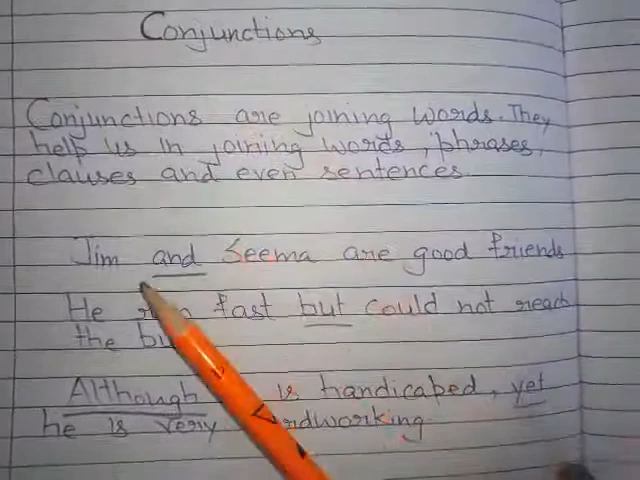 Conjunctions
Conjunctions are joining words. They
help us in joining words, phrases,
clauses and even sentences.
Jim and Seema are good friends
He fast but could not reach
the
Although is handicaped, yet
he is very